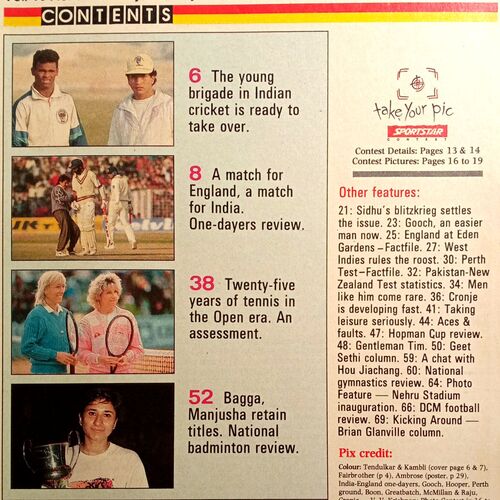 CONTENTS
6 The young
brigade in Indian
cricket is ready to
take over.
8 A match for
England, a match
for India.
One-dayers review.
38 Twenty-five
years of tennis in
the Open era. An
assessment.
52 Bagga,
Manjusha retain
titles. National
badminton review.
take Your pic
SPORTSTAR
CONTEST
Contest Details: Pages 13 & 14
Contest Pictures: Pages 16 to 19
Other features:
21: Sidhu's blitzkrieg settles
the issue. 23: Gooch, an easier
man now. 25: England at Eden
Gardens –Factfile. 27: West
Indies rules the roost. 30: Perth
Test–Factfile. 32: Pakistan-New
Zealand Test statistics. 34: Men
like him come rare. 36: Cronje
is developing fast. 41: Taking
leisure seriously. 44: Aces &
faults. 47: Hopman Cup review.
48: Gentleman Tim. 50: Geet
Sethi column. 59: A chat with
Hou Jiachang. 60: National
gymnastics review. 64: Photo
Feature — Nehru Stadium
inauguration. 66: DCM football
review. 69: Kicking Around —
Brian Glanville column.
Pix credit:
Colour: Tendulkar & Kambli (cover page 6 & 7),
Fairbrother (p 4), Ambrose (poster, p 29),
India-England one-dayers, Gooch, Hooper, Perth
ground, Boon, Greatbatch, McMillan & Raju,